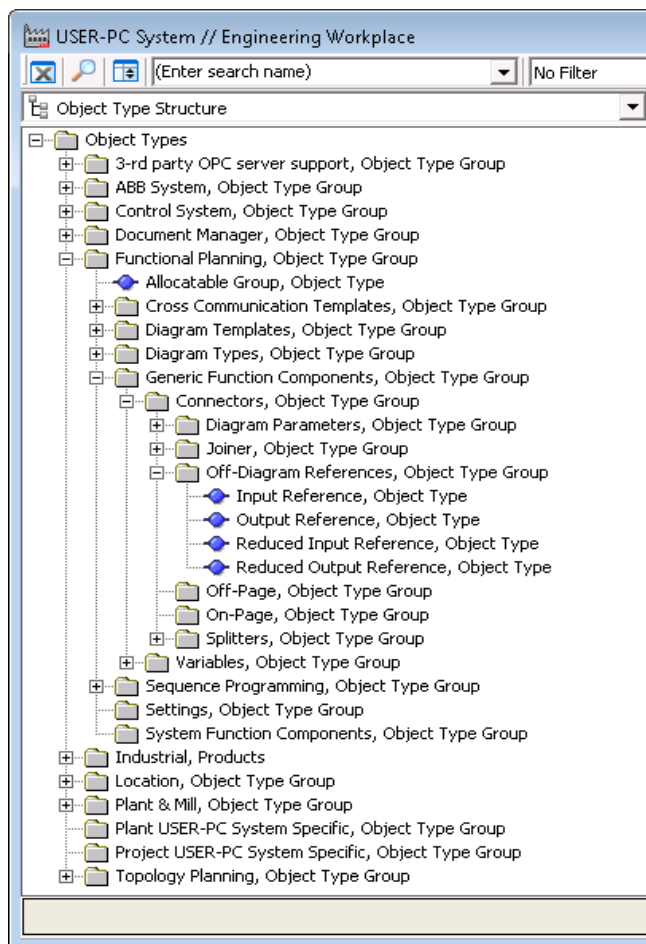 USER-PC System // Engineering Workplace
(Enter search name) No Filter
Object Type Structure
Object Types
3-rd party OPC server support, Object Type Group
ABB System, Object Type Group
Control System, Object Type Group
Document Manager, Object Type Group
Functional Planning, Object Type Group
Allocatable Group, Object Type
Cross Communication Templates, Object Type Group
Diagram Templates, Object Type Group
Diagram Types, Object Type Group
Generic Function Components, Object Type Group
Connectors, Object Type Group
Diagram Parameters, Object Type Group
Joiner, Object Type Group
Off-Diagram References, Object Type Group
Input Reference, Object Type
Output Reference, Object Type
Reduced Input Reference, Object Type
Reduced Output Reference, Object Type
Off-Page, Object Type Group
On-Page, Object Type Group
Splitters, Object Type Group
Variables, Object Type Group
Sequence Programming, Object Type Group
Settings, Object Type Group
System Function Components, Object Type Group
Industrial, Products
Location, Object Type Group
Plant & Mill, Object Type Group
Plant USER-PC System Specific, Object Type Group
Project USER-PC System Specific, Object Type Group
Topology Planning, Object Type Group